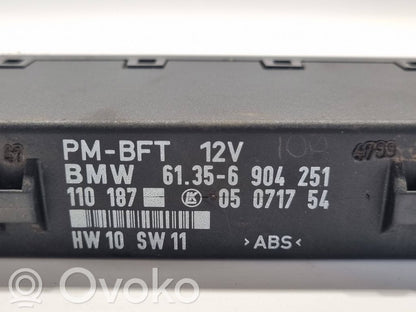 PM-BFT 12V
BMW 61.35-6 904 251
110 187 LK 05 0717 54
HW 10 SW 11 >ABS<
OVOKO